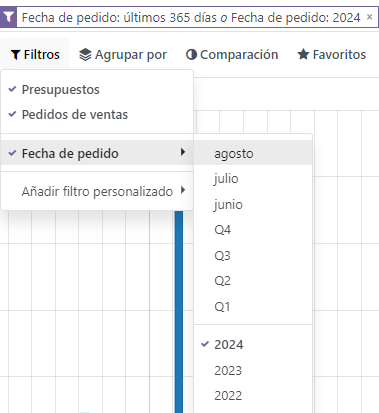 Fecha de pedido: últimos 365 días o Fecha de pedido: 2024 ×
Filtros Agrupar por Comparación Favoritos
Presupuestos
Pedidos de ventas
Fecha de pedido
Añadir filtro personalizado
agosto
julio
junio
Q4
Q3
Q2
Q1
2024
2023
2022